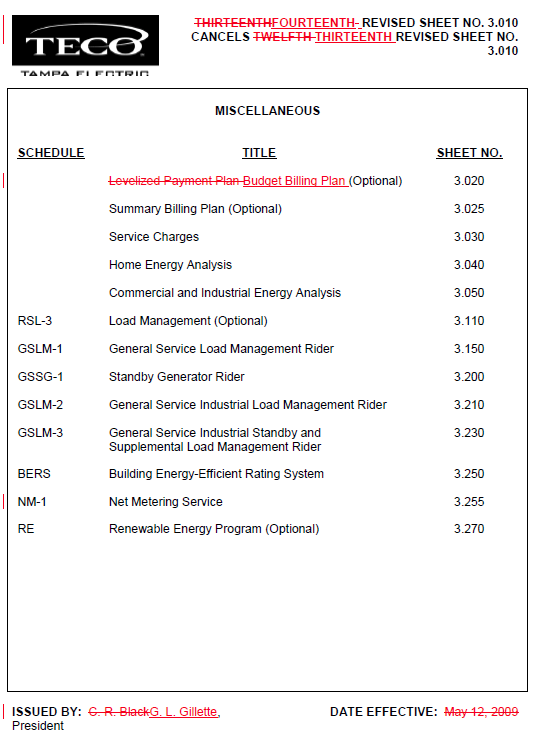 THIRTEENTHFOURTEENTH REVISED SHEET NO. 3.010
CANCELS TWELFTH THIRTEENTH REVISED SHEET NO.
3.010
TECO
TAMPA ELECTRIC
MISCELLANEOUS
SCHEDULE TITLE SHEET NO.
Levelized Payment Plan Budget Billing Plan (Optional) 3.020
Summary Billing Plan (Optional) 3.025
Service Charges 3.030
Home Energy Analysis 3.040
Commercial and Industrial Energy Analysis 3.050
RSL-3 Load Management (Optional) 3.110
GSLM-1 General Service Load Management Rider 3.150
GSSG-1 Standby Generator Rider 3.200
GSLM-2 General Service Industrial Load Management Rider 3.210
GSLM-3 General Service Industrial Standby and 3.230
Supplemental Load Management Rider
BERS Building Energy-Efficient Rating System 3.250
NM-1 Net Metering Service 3.255
RE Renewable Energy Program (Optional) 3.270
ISSUED BY: C. R. BlackG. L. Gillette, DATE EFFECTIVE: May 12, 2009
President